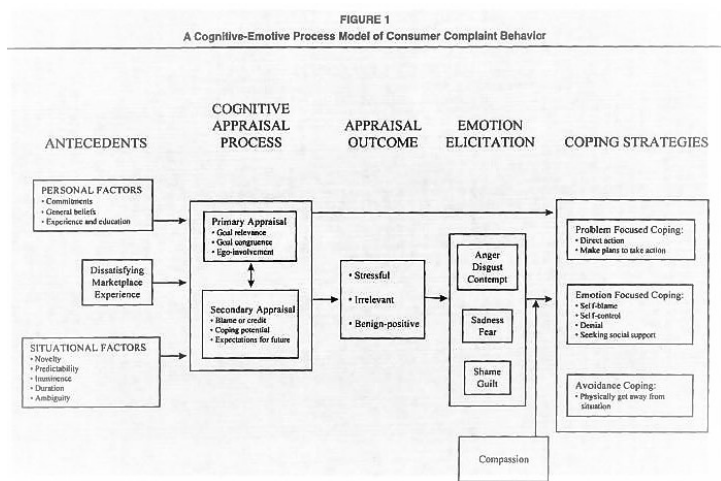 FIGURE 1
A Cognitive-Emotive Process Model of Consumer Complaint Behavior
ANTECEDENTS
COGNITIVE
APPRAISAL
PROCESS
APPRAISAL
OUTCOME
EMOTION
ELICITATION
COPING STRATEGIES
PERSONAL FACTORS
• Commitments
• General beliefs
• Experience and education
Dissatisfying
Marketplace
Experience
SITUATIONAL FACTORS
• Novelty
• Predictability
• Imminence
• Duration
• Ambiguity
Primary Appraisal
• Goal relevance
• Goal congruence
• Ego-involvement
Secondary Appraisal
• Blame or credit
• Coping potential
• Expectations for future
• Stressful
• Irrelevant
• Benign-positive
Anger
Disgust
Contempt
Sadness
Fear
Shame
Guilt
Compassion
Problem Focused Coping:
• Direct action
• Make plans to take action
Emotion Focused Coping:
• Self-blame
• Self-control
• Denial
• Seeking social support
Avoidance Coping:
• Physically get away from
situation